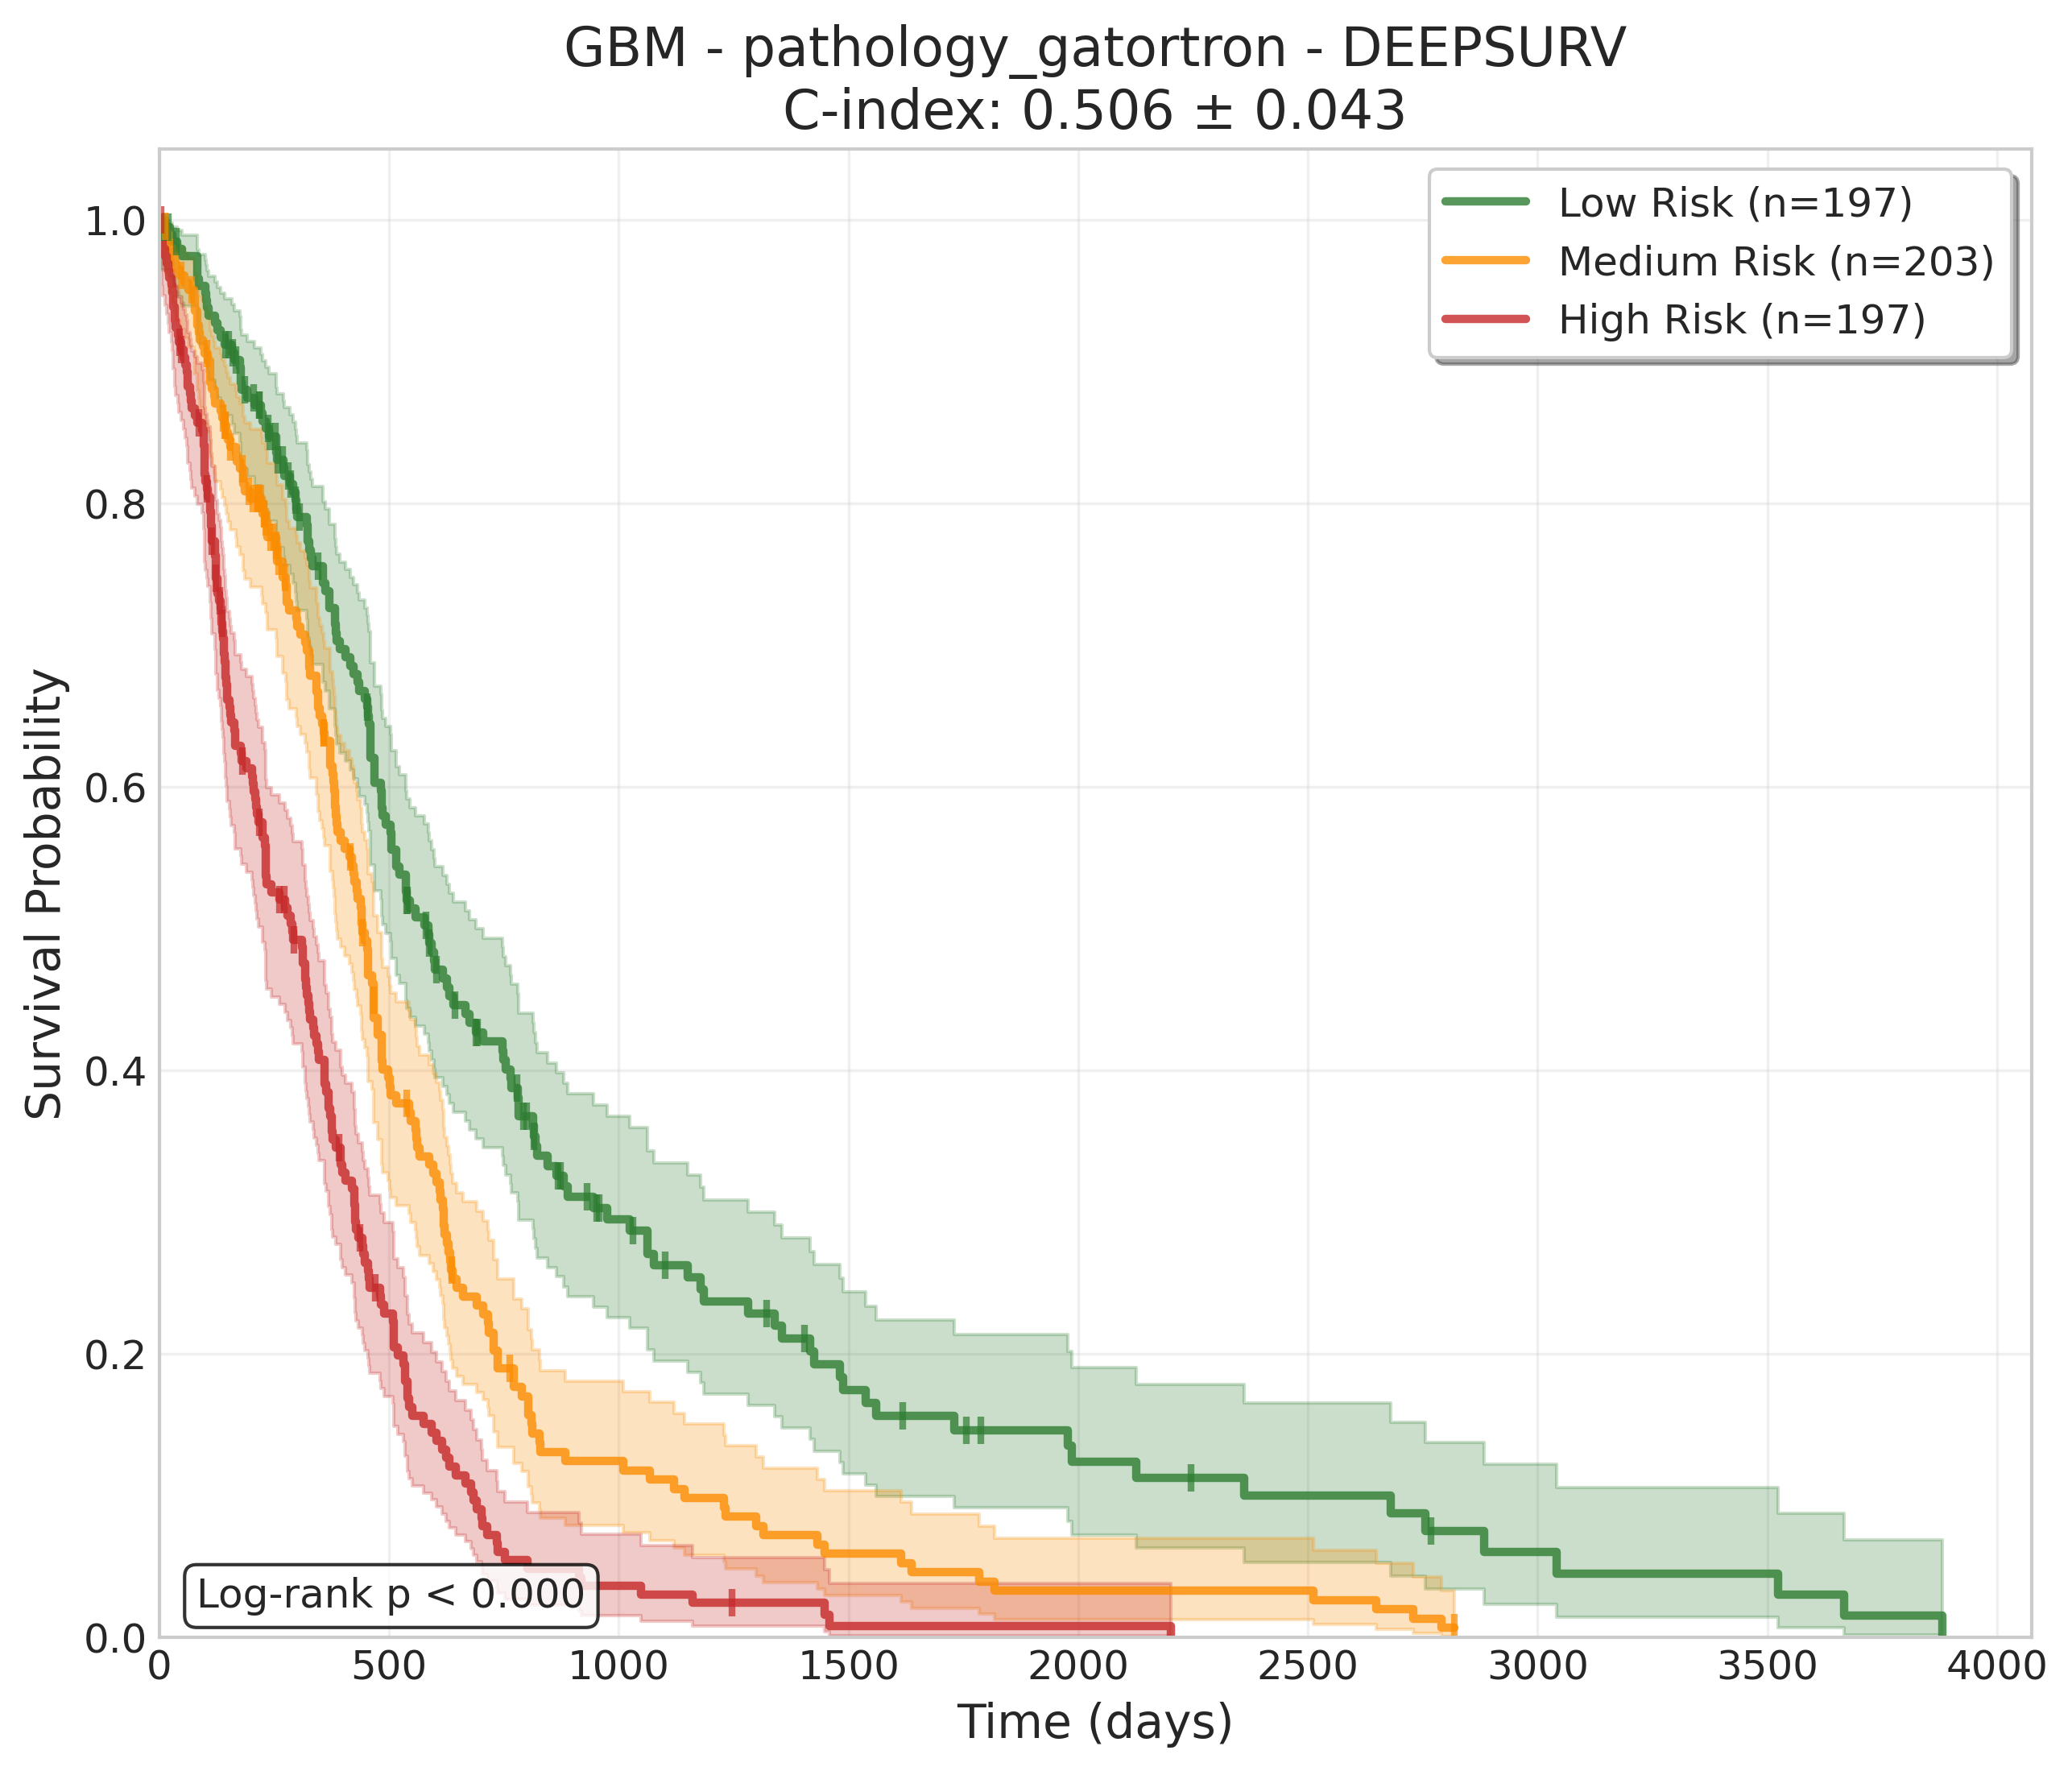 GBM - pathology_gatortron - DEEPSURV
C-index: 0.506 ± 0.043
Low Risk (n=197)
Medium Risk (n=203)
High Risk (n=197)
Survival Probability
1.0
0.8
0.6
0.4
0.2
0.0
Log-rank p < 0.000
0 500 1000 1500 2000 2500 3000 3500 4000
Time (days)